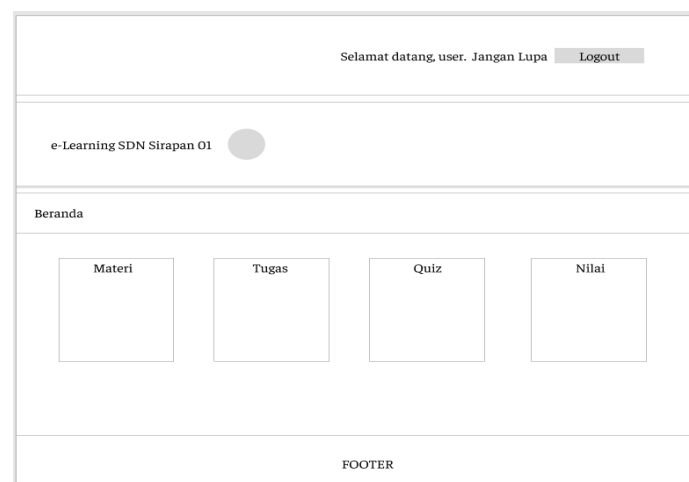 Selamat datang, user. Jangan Lupa Logout
e-Learning SDN Sirapan 01
Beranda
Materi Tugas Quiz Nilai
FOOTER